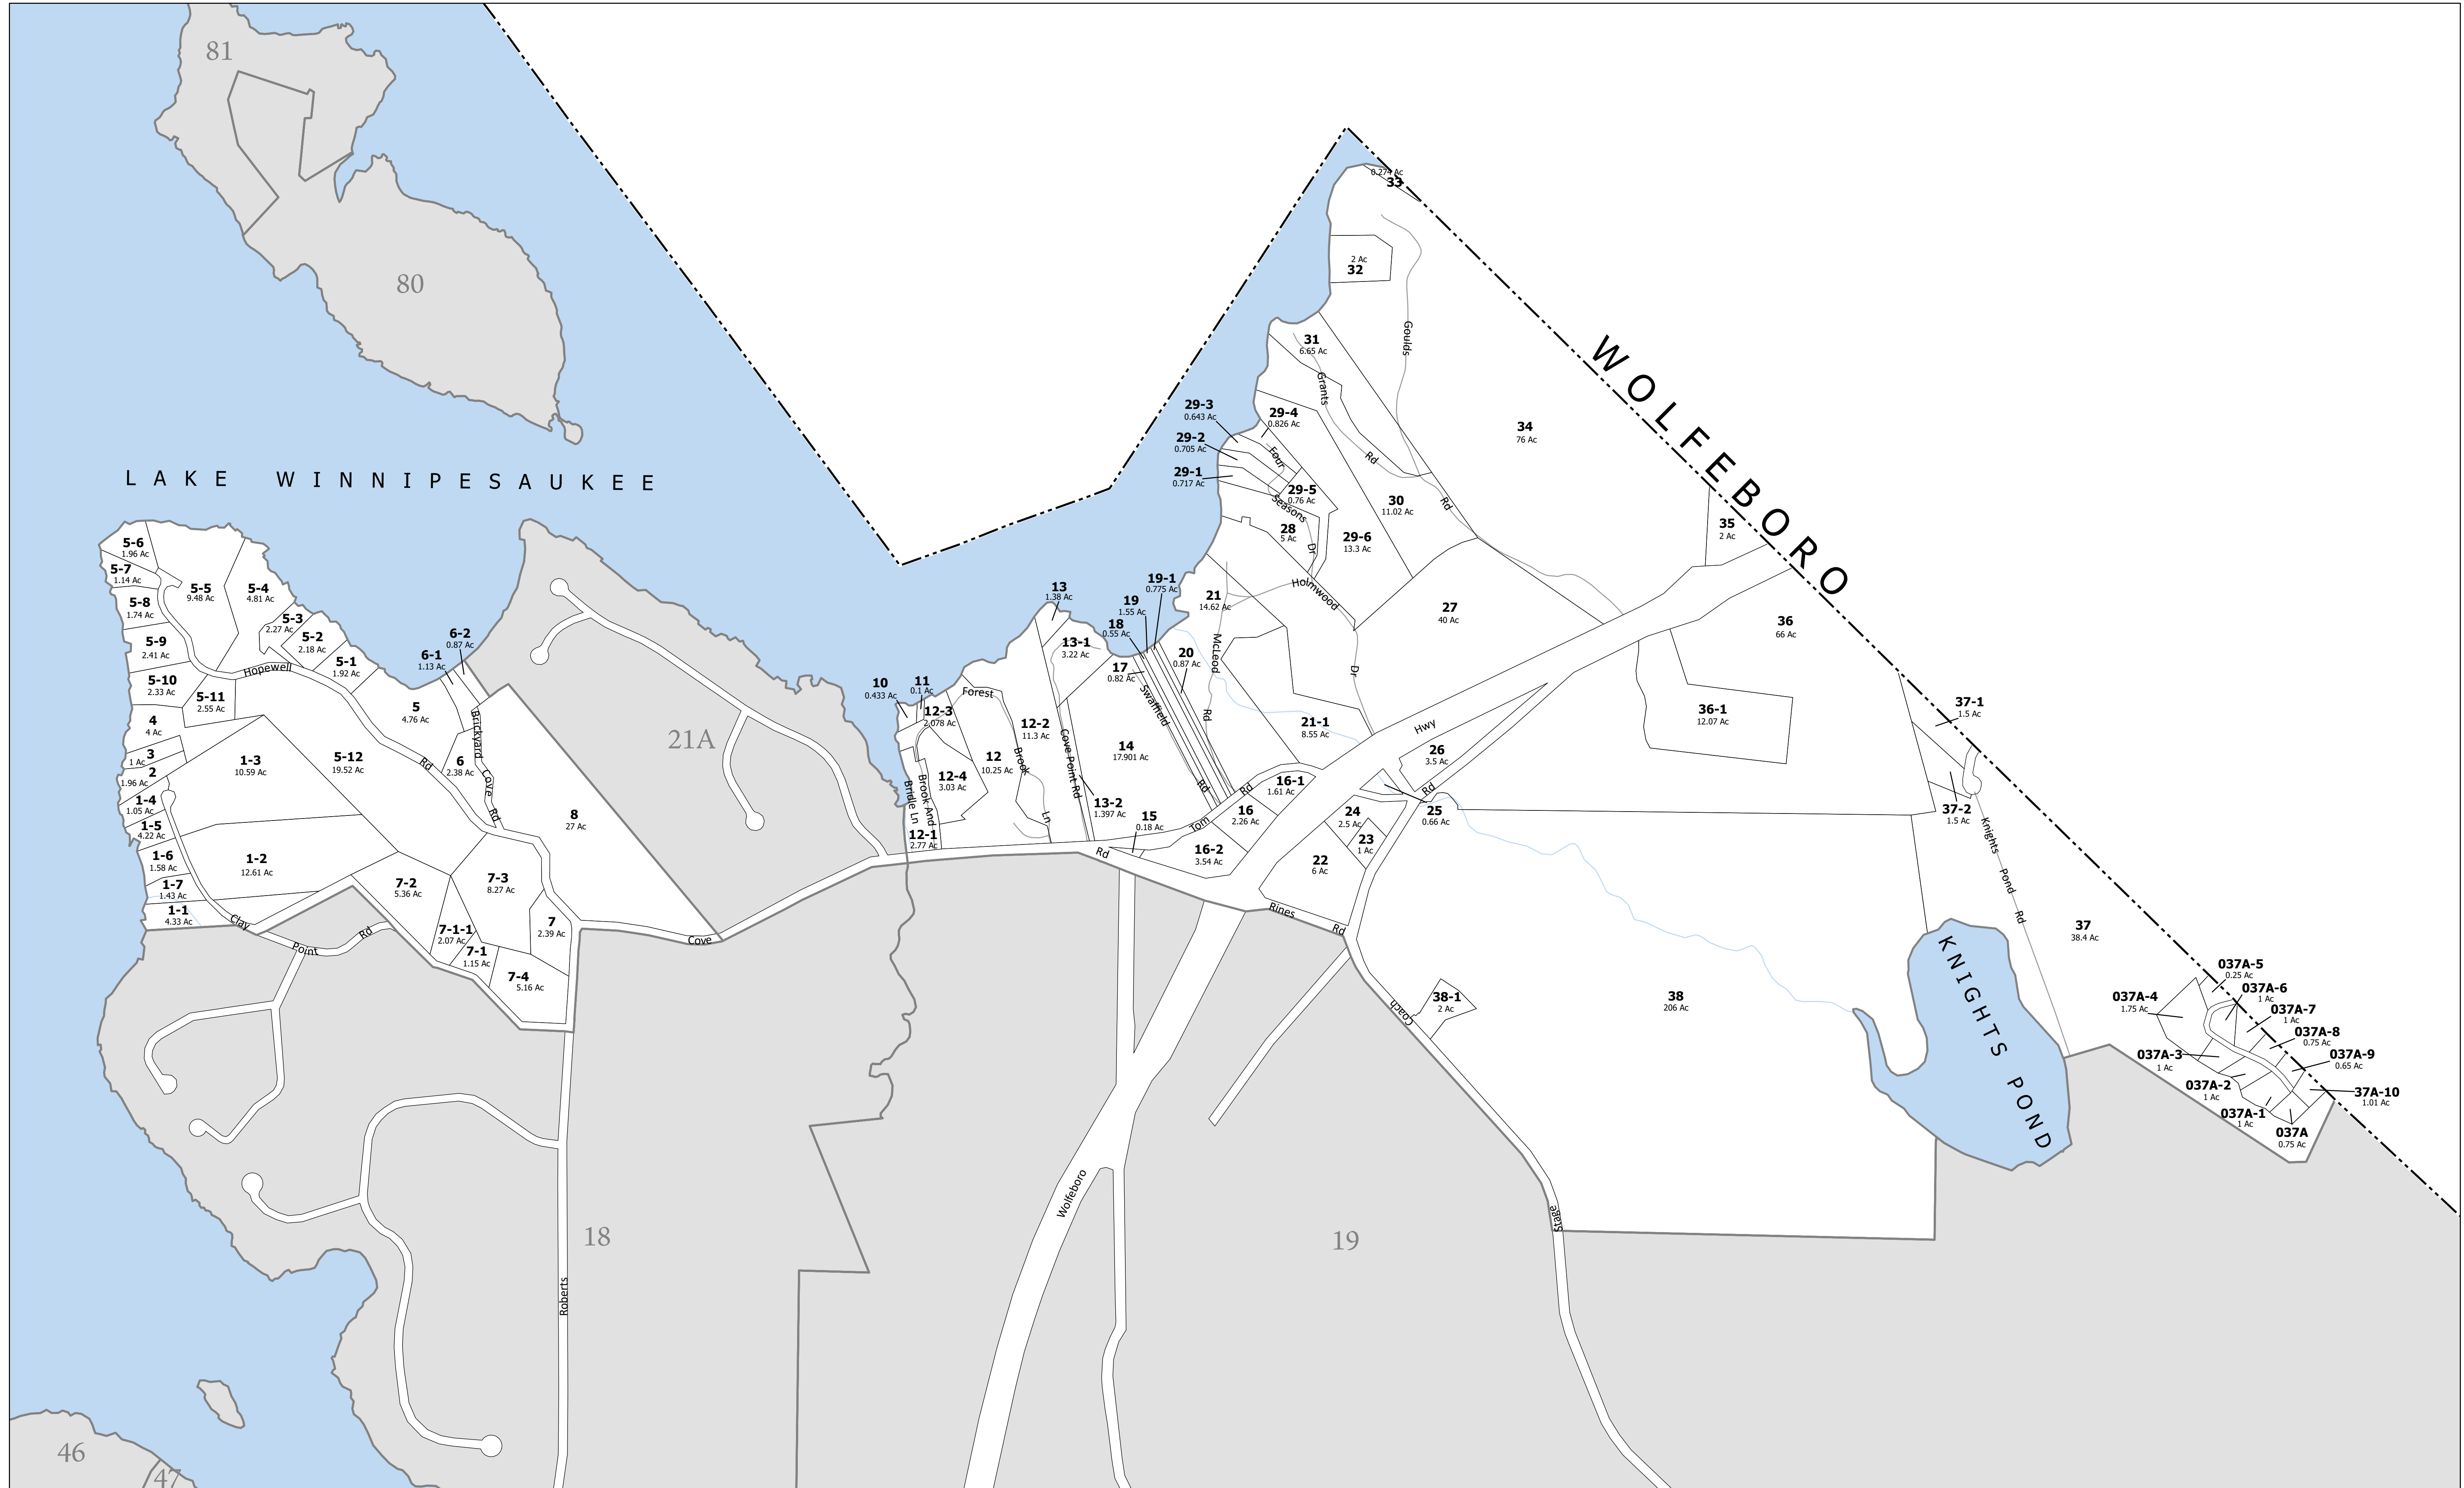 81
80
LAKE WINNIPESAUKEE
WOLFEBORO
0.274 Ac
33
2 Ac
32
Goulds
Rd
31
6.65 Ac
Grants
Rd
34
76 Ac
29-3
0.643 Ac
29-4
0.826 Ac
29-2
0.705 Ac
29-1
0.717 Ac
Four
Seasons
Dr
29-5
0.76 Ac
30
11.02 Ac
28
5 Ac
29-6
13.3 Ac
35
2 Ac
5-6
1.96 Ac
5-7
1.14 Ac
5-5
9.48 Ac
5-4
4.81 Ac
5-8
1.74 Ac
5-3
2.27 Ac
5-2
2.18 Ac
5-9
2.41 Ac
5-1
1.92 Ac
Hopewell
Rd
6-2
0.87 Ac
6-1
1.13 Ac
5-10
2.33 Ac
5-11
2.55 Ac
4
4 Ac
5
4.76 Ac
3
1 Ac
2
1.96 Ac
1-3
10.59 Ac
5-12
19.52 Ac
6
2.38 Ac
Brickyard
Cove
Rd
1-4
1.05 Ac
1-5
4.22 Ac
8
27 Ac
1-6
1.58 Ac
1-2
12.61 Ac
1-7
1.43 Ac
7-2
5.36 Ac
7-3
8.27 Ac
1-1
4.33 Ac
Clay
Point
Rd
7-1-1
2.07 Ac
7
2.39 Ac
7-1
1.15 Ac
7-4
5.16 Ac
21A
Cove
Rd
10
0.433 Ac
11
0.1 Ac
12-3
2.078 Ac
Forest
Brook
Ln
12-2
11.3 Ac
12
10.25 Ac
12-4
3.03 Ac
Bridle Ln
Brook And
12-1
2.77 Ac
13
1.38 Ac
13-1
3.22 Ac
Cove Point Rd
13-2
1.397 Ac
14
17.901 Ac
19-1
0.775 Ac
19
1.55 Ac
18
0.55 Ac
17
0.82 Ac
20
0.87 Ac
Swaffield
Rd
21
14.62 Ac
McLeod
Rd
Holmwood
Dr
27
40 Ac
21-1
8.55 Ac
15
0.18 Ac
Tom
Rd
16-1
1.61 Ac
16
2.26 Ac
16-2
3.54 Ac
Hwy
26
3.5 Ac
Rd
25
0.66 Ac
24
2.5 Ac
23
1 Ac
22
6 Ac
Rines
Rd
36
66 Ac
36-1
12.07 Ac
37-1
1.5 Ac
37-2
1.5 Ac
Knights
Pond
Rd
37
38.4 Ac
KNIGHTS POND
38-1
2 Ac
Coach
38
206 Ac
Stage
037A-5
0.25 Ac
037A-6
1 Ac
037A-4
1.75 Ac
037A-7
1 Ac
037A-8
0.75 Ac
037A-3
1 Ac
037A-9
0.65 Ac
037A-2
1 Ac
37A-10
1.01 Ac
037A-1
1 Ac
037A
0.75 Ac
Wolfeboro
Roberts
18
19
46
47